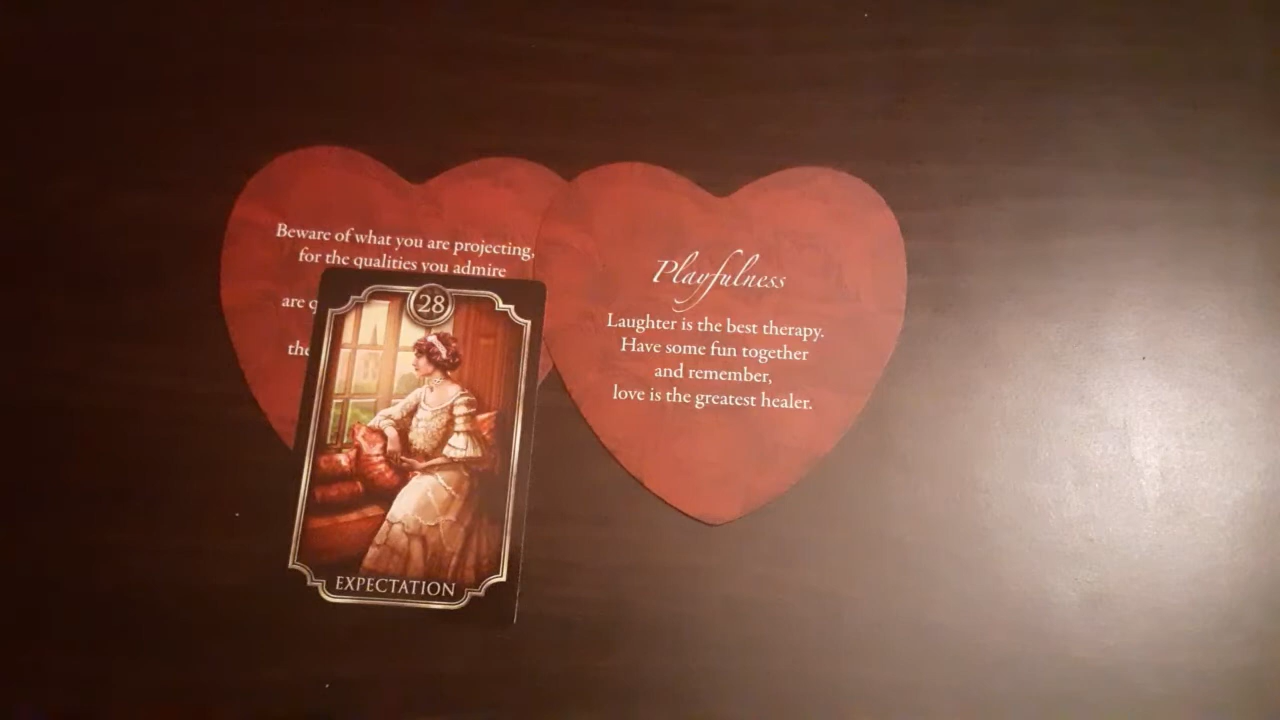 Beware of what you are projecting,
for the qualities you admire
are
the
28
EXPECTATION
Playfulness
Laughter is the best therapy.
Have some fun together
and remember,
love is the greatest healer.